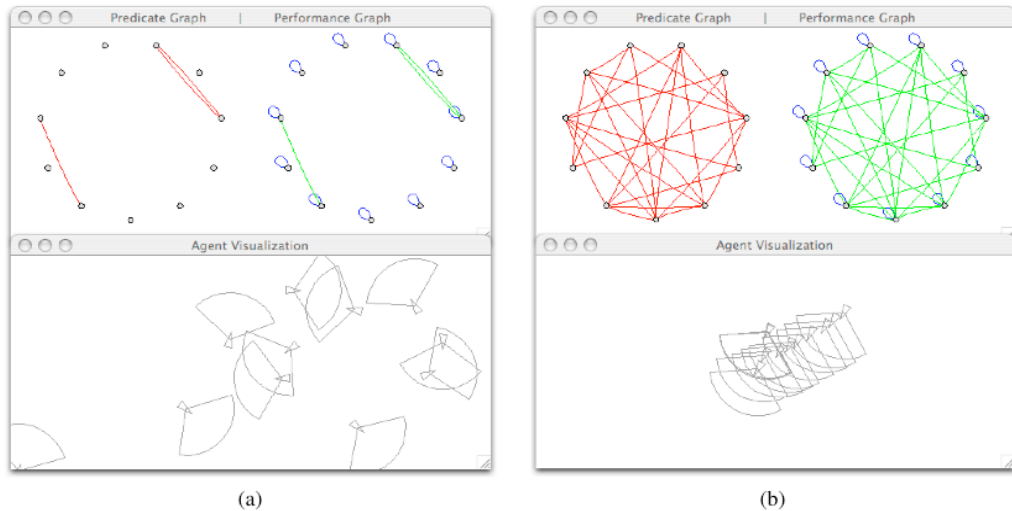 Predicate Graph | Performance Graph
Agent Visualization
(a)
Predicate Graph | Performance Graph
Agent Visualization
(b)